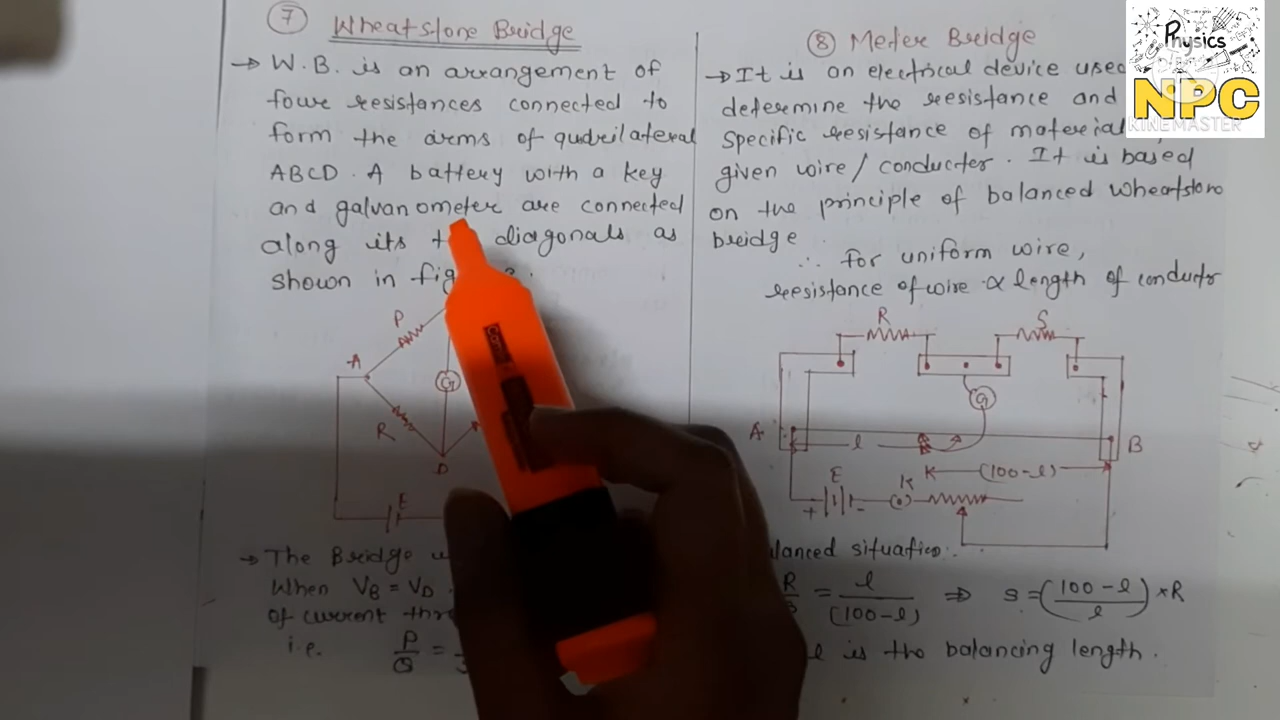 7 Wheatstone Bridge
→ W.B. is an arrangement of
four resistances connected to
form the arms of qudrilateral
ABCD. A battery with a key
and galvanometer are connected
along its diagonals as
shown in fig
P
A
G
R
D
E
→ The Bridge
When VB = VD
of current thr
i.e. P/Q =
8 Meter Bridge
→ It is an electrical device used
determine the resistance and
Specific resistance of material
given wire / conductor. It is based
on the principle of balanced wheatstone
breidge
∴ for uniform wire,
resistance of wire ∝ length of conductor
R S
G
A l B
K (100-l)
E K
+ -
lanced situation:-
R = l/(100-l) ⇒ S = (100-l/l) × R
l is the balancing length.
Physics
NPC
KINEMASTER